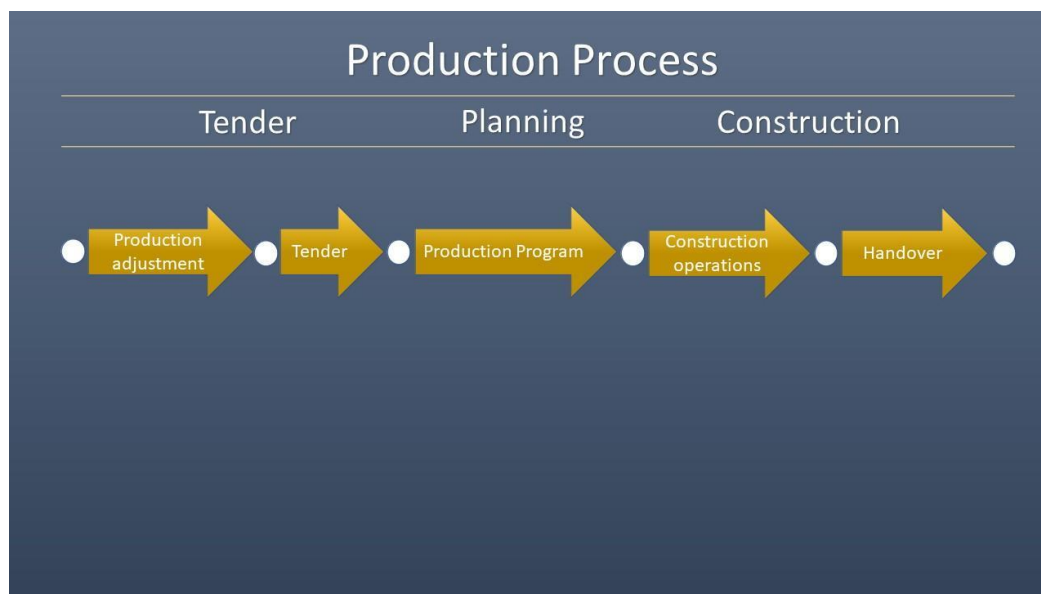 Production Process
Tender Planning Construction
Production
adjustment
Tender
Production Program
Construction
operations
Handover